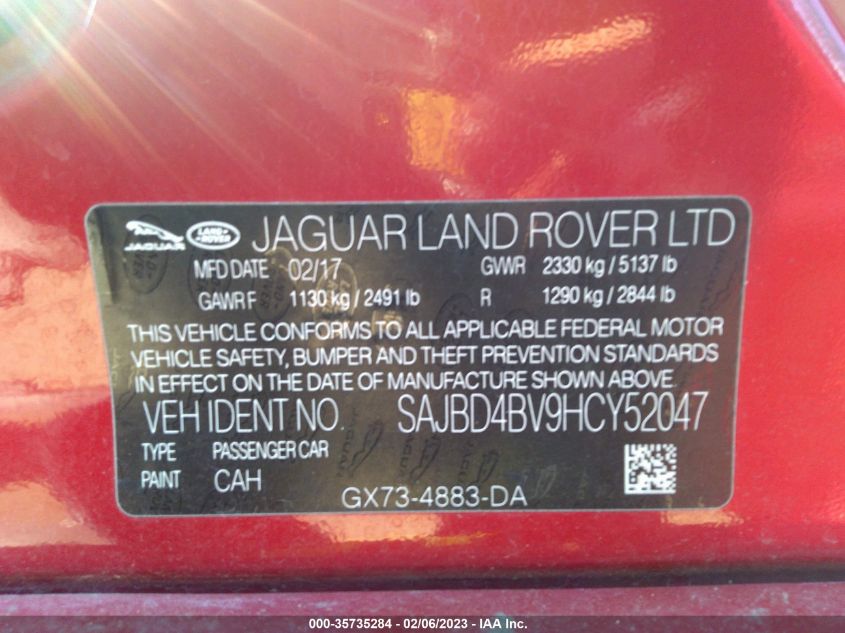 JAGUAR LAND ROVER JAGUAR LAND ROVER LTD
MFD DATE 02/17 GWR 2330 kg / 5137 lb
GAWR F 1130 kg / 2491 lb R 1290 kg / 2844 lb
THIS VEHICLE CONFORMS TO ALL APPLICABLE FEDERAL MOTOR
VEHICLE SAFETY, BUMPER AND THEFT PREVENTION STANDARDS
IN EFFECT ON THE DATE OF MANUFACTURE SHOWN ABOVE.
VEH IDENT NO. SAJBD4BV9HCY52047
TYPE PASSENGER CAR
PAINT CAH
GX73-4883-DA
000-35735284 - 02/06/2023 - IAA Inc.